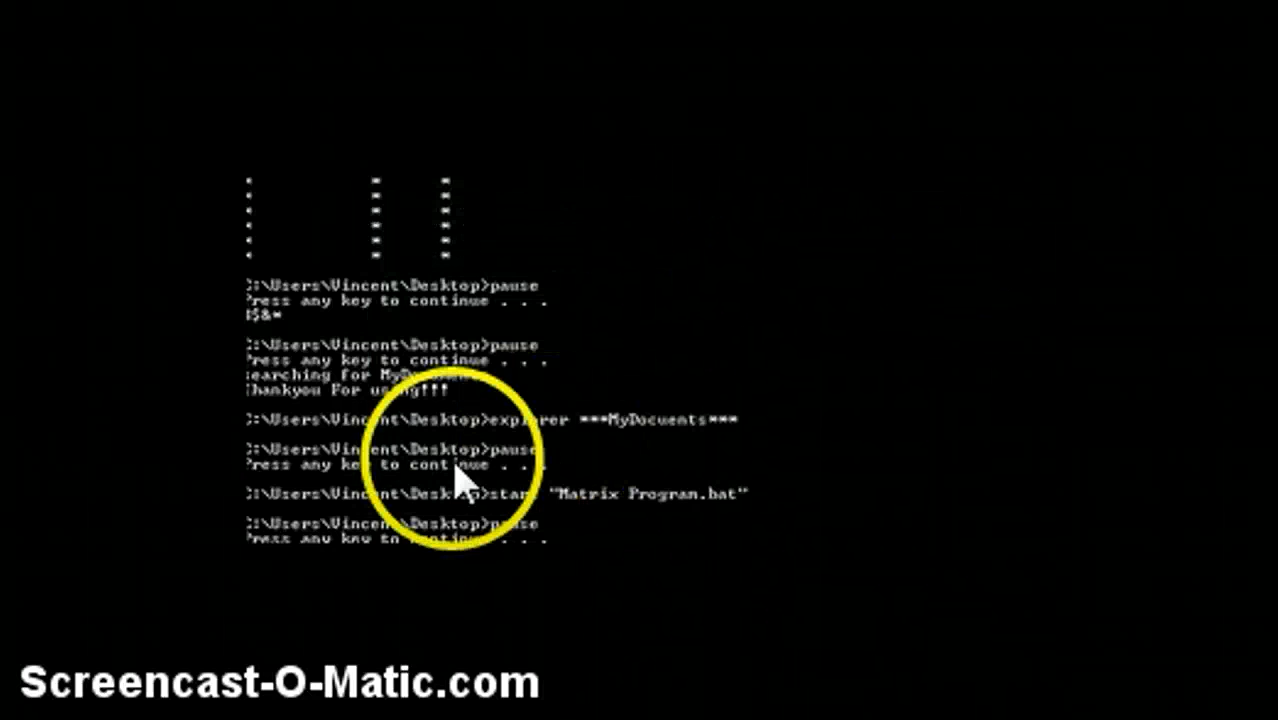 * * *
* * *
* * *
* * *
* * *
* * *
C:\Users\Vincent\Desktop>pause
Press any key to continue . . .
$&*
C:\Users\Vincent\Desktop>pause
Press any key to continue . . .
earching for MyDocuments
Thankyou For using!!!
C:\Users\Vincent\Desktop>explorer ***MyDocuents***
C:\Users\Vincent\Desktop>pause
Press any key to continue . . .
C:\Users\Vincent\Desktop>start "Matrix Program.bat"
C:\Users\Vincent\Desktop>pause
Press any key to continue . . .
Screencast-O-Matic.com